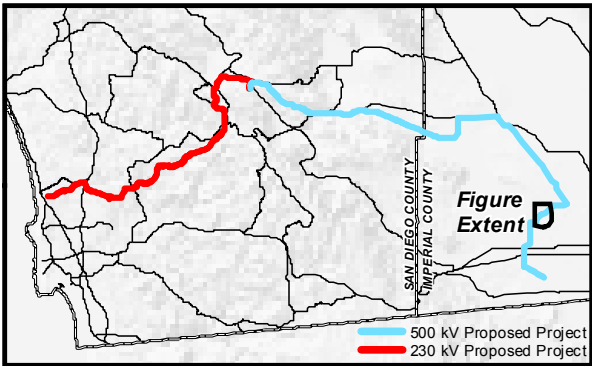 SAN DIEGO COUNTY
IMPERIAL COUNTY
Figure
Extent
500 kV Proposed Project
230 kV Proposed Project